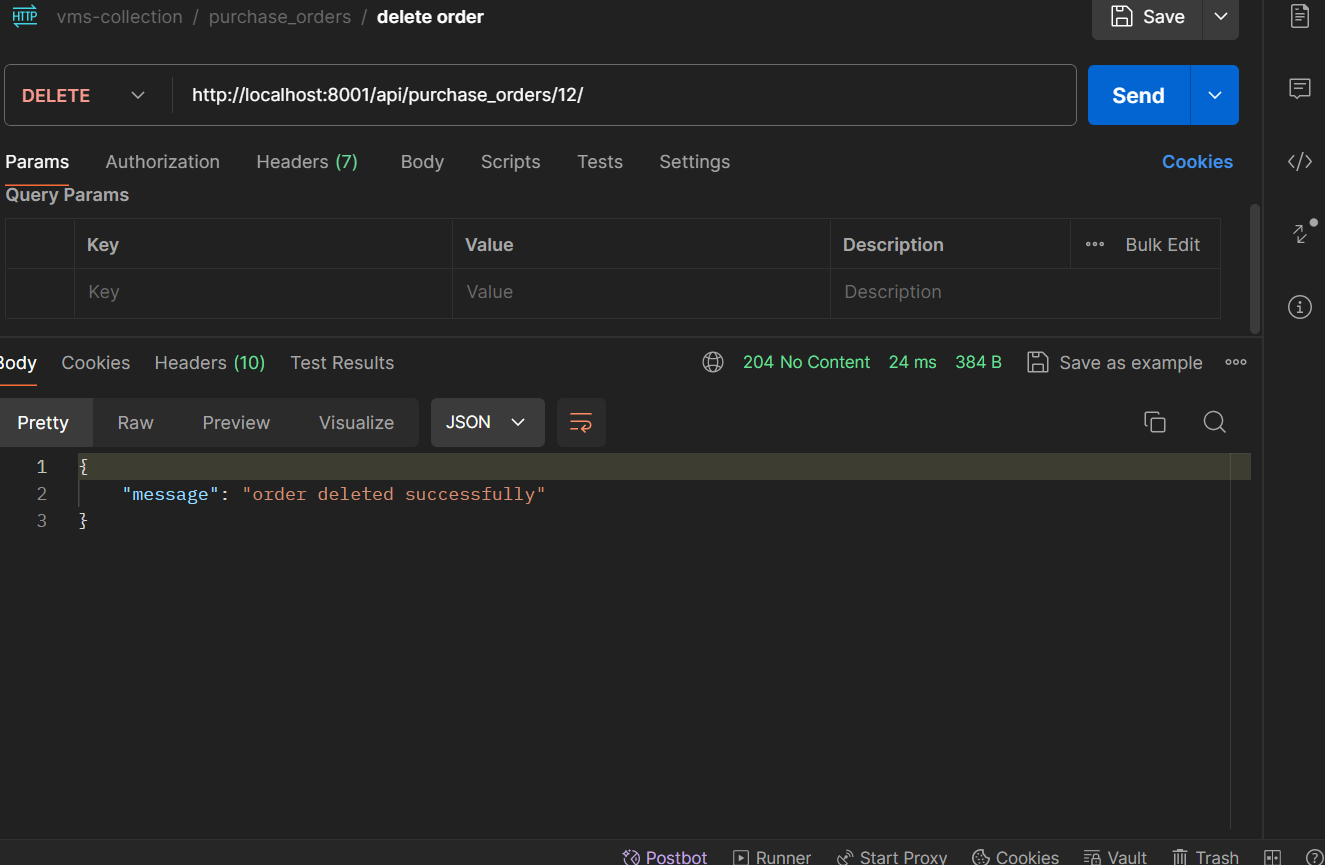 HTTP vms-collection / purchase_orders / delete order Save
DELETE http://localhost:8001/api/purchase_orders/12/ Send
Params Authorization Headers (7) Body Scripts Tests Settings Cookies
Query Params
Key Value Description Bulk Edit
Key Value Description
Body Cookies Headers (10) Test Results 204 No Content 24 ms 384 B Save as example
Pretty Raw Preview Visualize JSON
1 {
2 "message": "order deleted successfully"
3 }
Postbot Runner Start Proxy Cookies Vault Trash